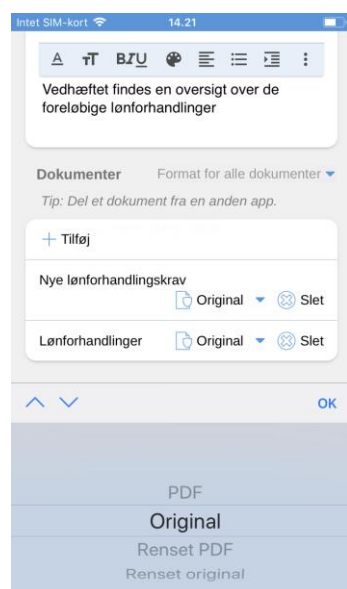 Intet SIM-kort 14.21
A TT BIU
Vedhæftet findes en oversigt over de
foreløbige lønforhandlinger
Dokumenter Format for alle dokumenter
Tip: Del et dokument fra en anden app.
+ Tilføj
Nye lønforhandlingskrav
Original Slet
Lønforhandlinger Original Slet
OK
PDF
Original
Renset PDF
Renset original